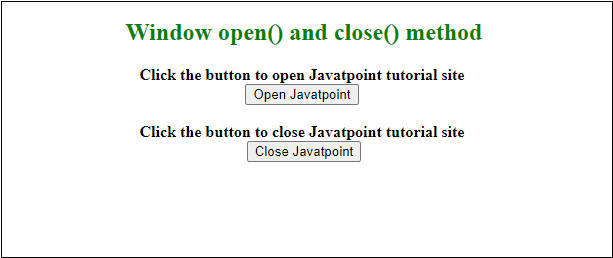 Window open() and close() method
Click the button to open Javatpoint tutorial site
Open Javatpoint
Click the button to close Javatpoint tutorial site
Close Javatpoint